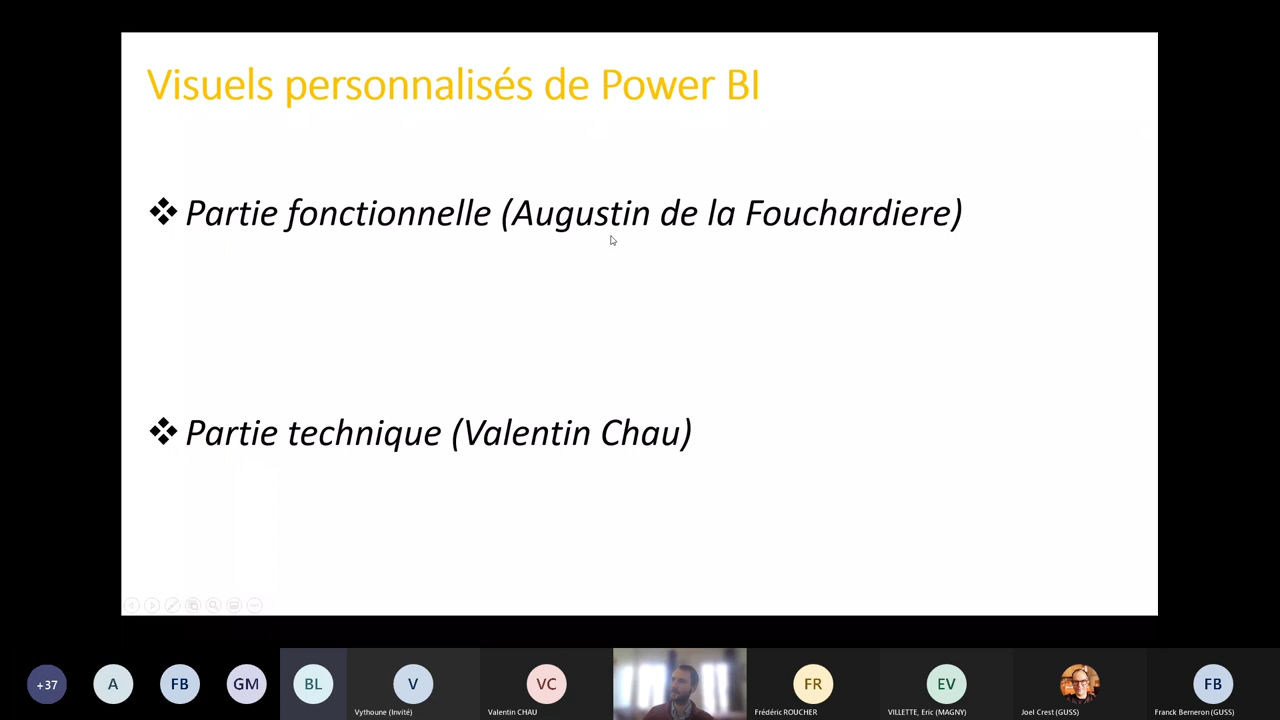 Visuels personnalisés de Power BI
❖ Partie fonctionnelle (Augustin de la Fouchardiere)
❖ Partie technique (Valentin Chau)
+37
A
FB
GM
BL
V
Vythoune (Invité)
VC
Valentin CHAU
FR
Frédéric ROUCHER
EV
VILLETTE, Eric (MAGNY)
Joel Crest (GUSS)
FB
Franck Berneron (GUSS)